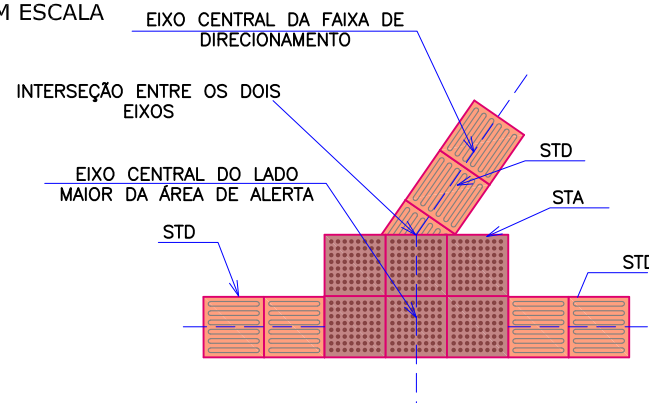 M ESCALA
EIXO CENTRAL DA FAIXA DE
DIRECIONAMENTO
INTERSEÇÃO ENTRE OS DOIS
EIXOS
EIXO CENTRAL DO LADO
MAIOR DA ÁREA DE ALERTA
STD
STA
STD
STD